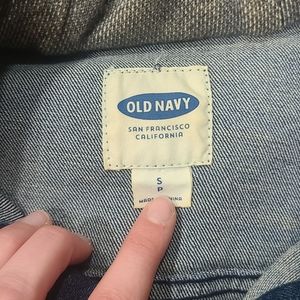 OLD NAVY
SAN FRANCISCO
CALIFORNIA
S
P